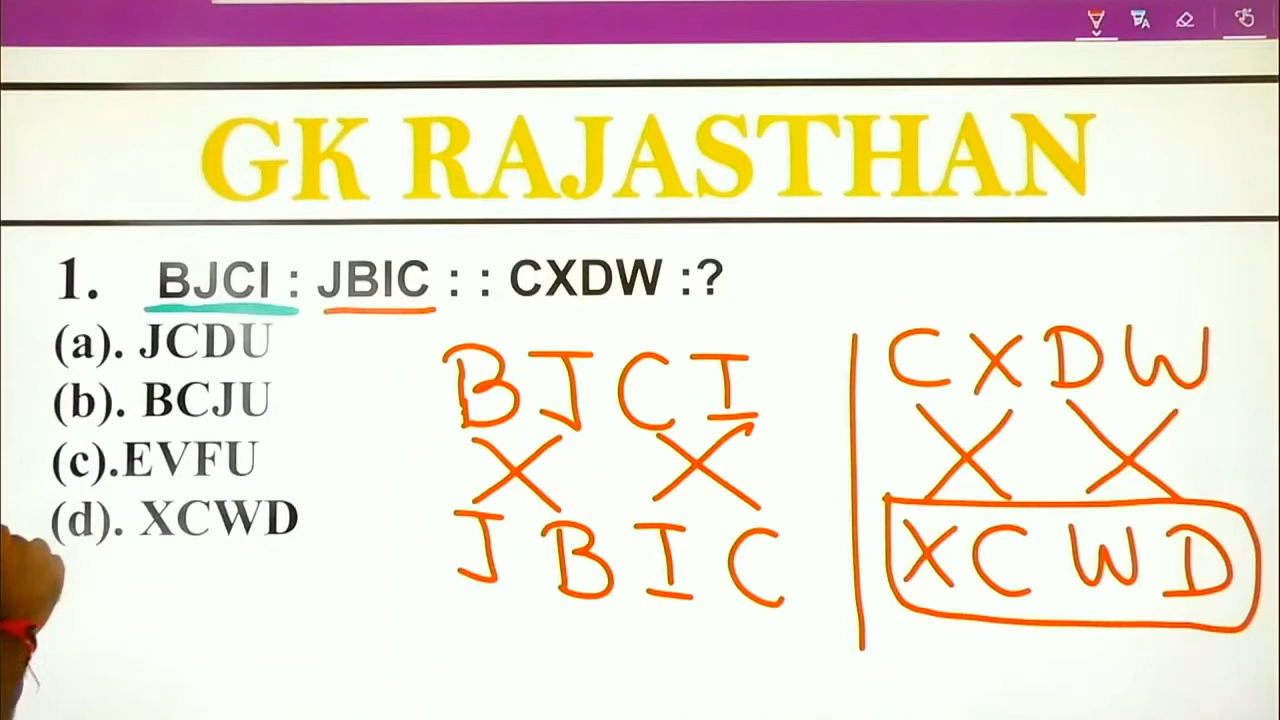 GK RAJASTHAN
1. BJCI : JBIC : : CXDW :?
(a). JCDU
(b). BCJU
(c).EVFU
(d). XCWD
BJCI
JBIC
CXDW
XCWD